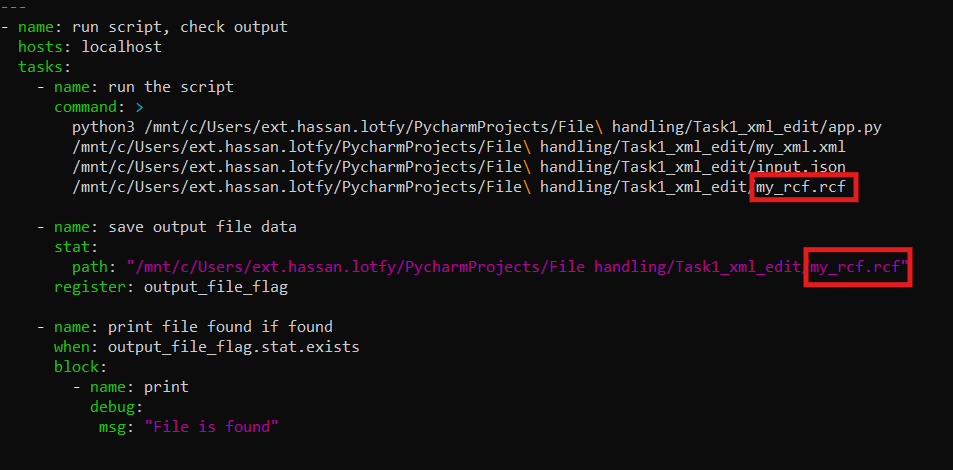 ---
- name: run script, check output
  hosts: localhost
  tasks:
    - name: run the script
      command: >
        python3 /mnt/c/Users/ext.hassan.lotfy/PycharmProjects/File\ handling/Task1_xml_edit/app.py
        /mnt/c/Users/ext.hassan.lotfy/PycharmProjects/File\ handling/Task1_xml_edit/my_xml.xml
        /mnt/c/Users/ext.hassan.lotfy/PycharmProjects/File\ handling/Task1_xml_edit/input.json
        /mnt/c/Users/ext.hassan.lotfy/PycharmProjects/File\ handling/Task1_xml_edit/my_rcf.rcf

    - name: save output file data
      stat:
        path: "/mnt/c/Users/ext.hassan.lotfy/PycharmProjects/File handling/Task1_xml_edit/my_rcf.rcf"
      register: output_file_flag

    - name: print file found if found
      when: output_file_flag.stat.exists
      block:
        - name: print
          debug:
           msg: "File is found"